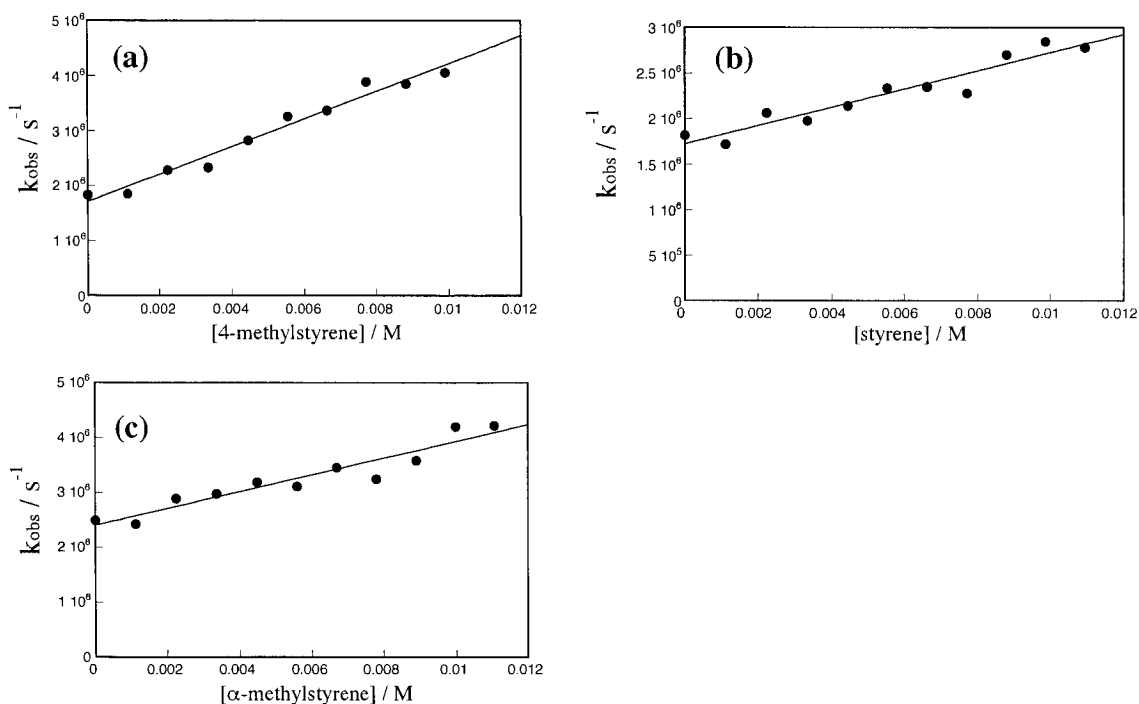 (a)
5 10⁶
4 10⁶
3 10⁶
2 10⁶
1 10⁶
0
kobs / s⁻¹
0 0.002 0.004 0.006 0.008 0.01 0.012
[4-methylstyrene] / M
(b)
3 10⁶
2.5 10⁶
2 10⁶
1.5 10⁶
1 10⁶
5 10⁵
0
kobs / s⁻¹
0 0.002 0.004 0.006 0.008 0.01 0.012
[styrene] / M
(c)
5 10⁶
4 10⁶
3 10⁶
2 10⁶
1 10⁶
0
kobs / s⁻¹
0 0.002 0.004 0.006 0.008 0.01 0.012
[α-methylstyrene] / M